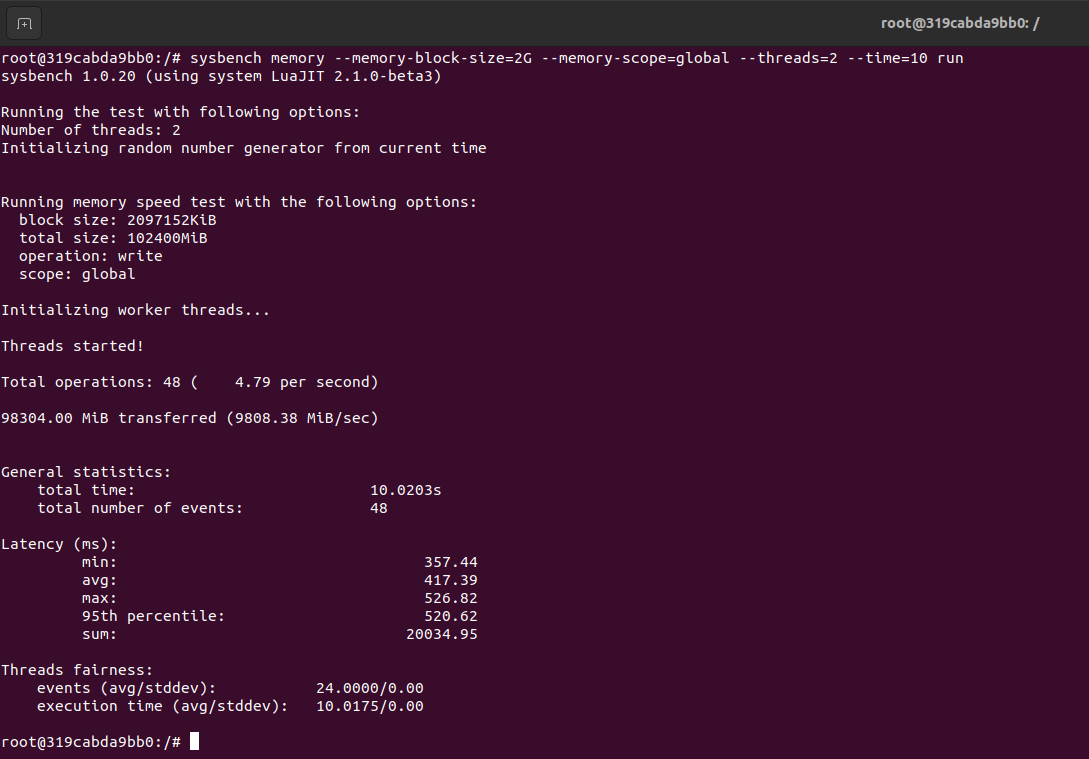 root@319cabda9bb0: /
root@319cabda9bb0:/# sysbench memory --memory-block-size=2G --memory-scope=global --threads=2 --time=10 run
sysbench 1.0.20 (using system LuaJIT 2.1.0-beta3)
Running the test with following options:
Number of threads: 2
Initializing random number generator from current time
Running memory speed test with the following options:
  block size: 2097152KiB
  total size: 102400MiB
  operation: write
  scope: global
Initializing worker threads...
Threads started!
Total operations: 48 (    4.79 per second)
98304.00 MiB transferred (9808.38 MiB/sec)
General statistics:
    total time:                          10.0203s
    total number of events:              48
Latency (ms):
         min:                                  357.44
         avg:                                  417.39
         max:                                  526.82
         95th percentile:                      520.62
         sum:                                20034.95
Threads fairness:
    events (avg/stddev):           24.0000/0.00
    execution time (avg/stddev):   10.0175/0.00
root@319cabda9bb0:/#